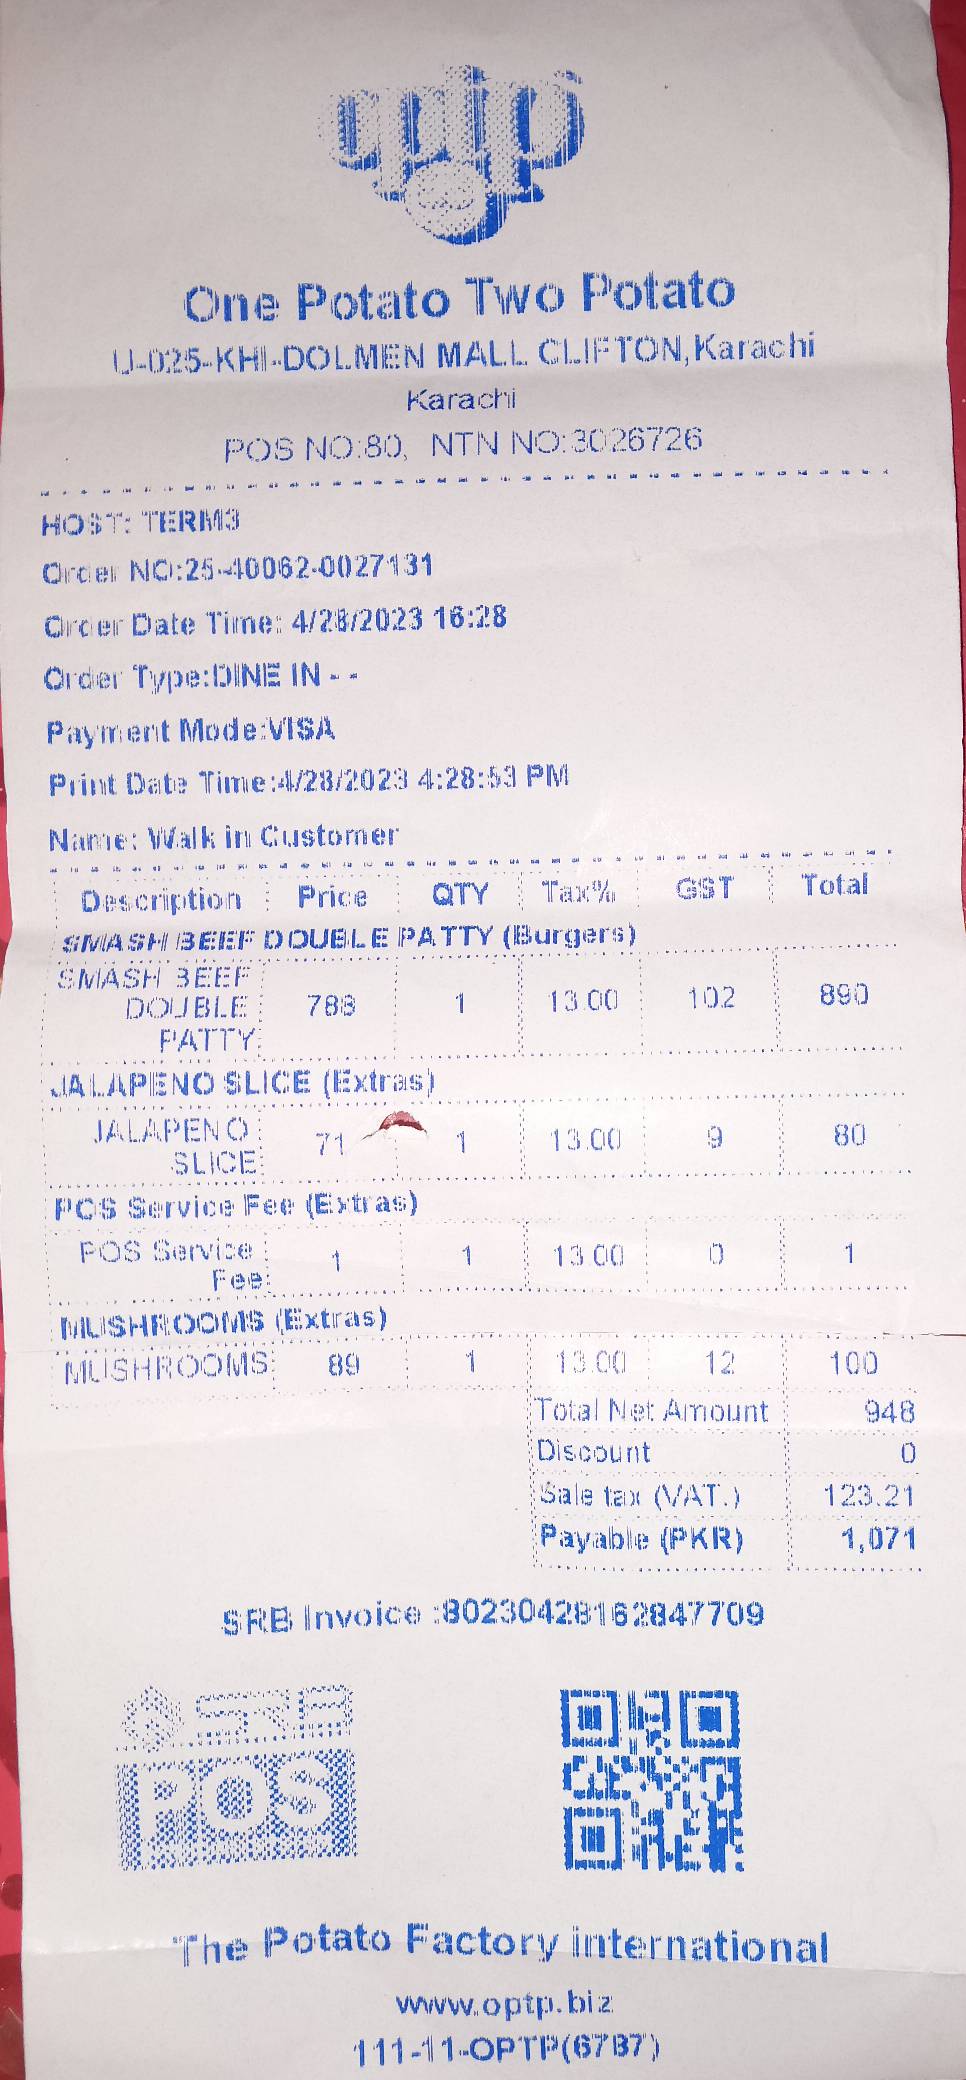 optp
One Potato Two Potato
U-025-KHI-DOLMEN MALL CLIFTON,Karachi
Karachi
POS NO:80, NTN NO:3026726
HOST: TERM3
Order NO:25-40062-0027131
Order Date Time: 4/28/2023 16:28
Order Type:DINE IN - -
Payment Mode:VISA
Print Date Time:4/28/2023 4:28:53 PM
Name: Walk in Customer
Description Price QTY Tax% GST Total
SMASH BEEF DOUBLE PATTY (Burgers)
SMASH BEEF
DOUBLE 788 1 13.00 102 890
PATTY
JALAPENO SLICE (Extras)
JALAPENO
SLICE 71 1 13.00 9 80
POS Service Fee (Extras)
POS Service
Fee 1 1 13.00 0 1
MUSHROOMS (Extras)
MUSHROOMS 89 1 13.00 12 100
Total Net Amount 948
Discount 0
Sale tax (VAT.) 123.21
Payable (PKR) 1,071
SRB Invoice :80230428162847709
SRB
POS
The Potato Factory international
www.optp.biz
111-11-OPTP(6787)